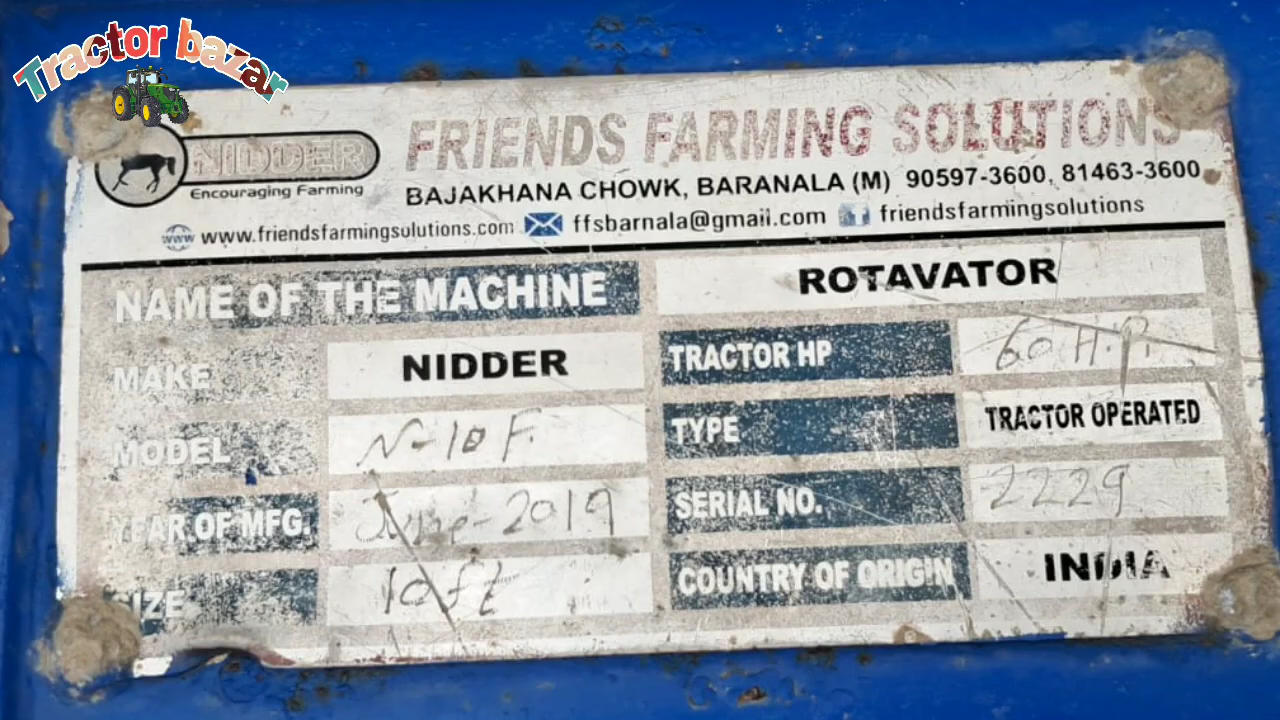 Tractor bazar
NIDDER
Encouraging Farming
FRIENDS FARMING SOLUTIONS
BAJAKHANA CHOWK, BARANALA (M) 90597-3600, 81463-3600
www.friendsfarmingsolutions.com ffsbarnala@gmail.com friendsfarmingsolutions
NAME OF THE MACHINE ROTAVATOR
MAKE NIDDER TRACTOR HP 60 H.P.
MODEL N-10F. TYPE TRACTOR OPERATED
YEAR OF MFG. June-2019 SERIAL NO. 2229
SIZE 10ft COUNTRY OF ORIGIN INDIA